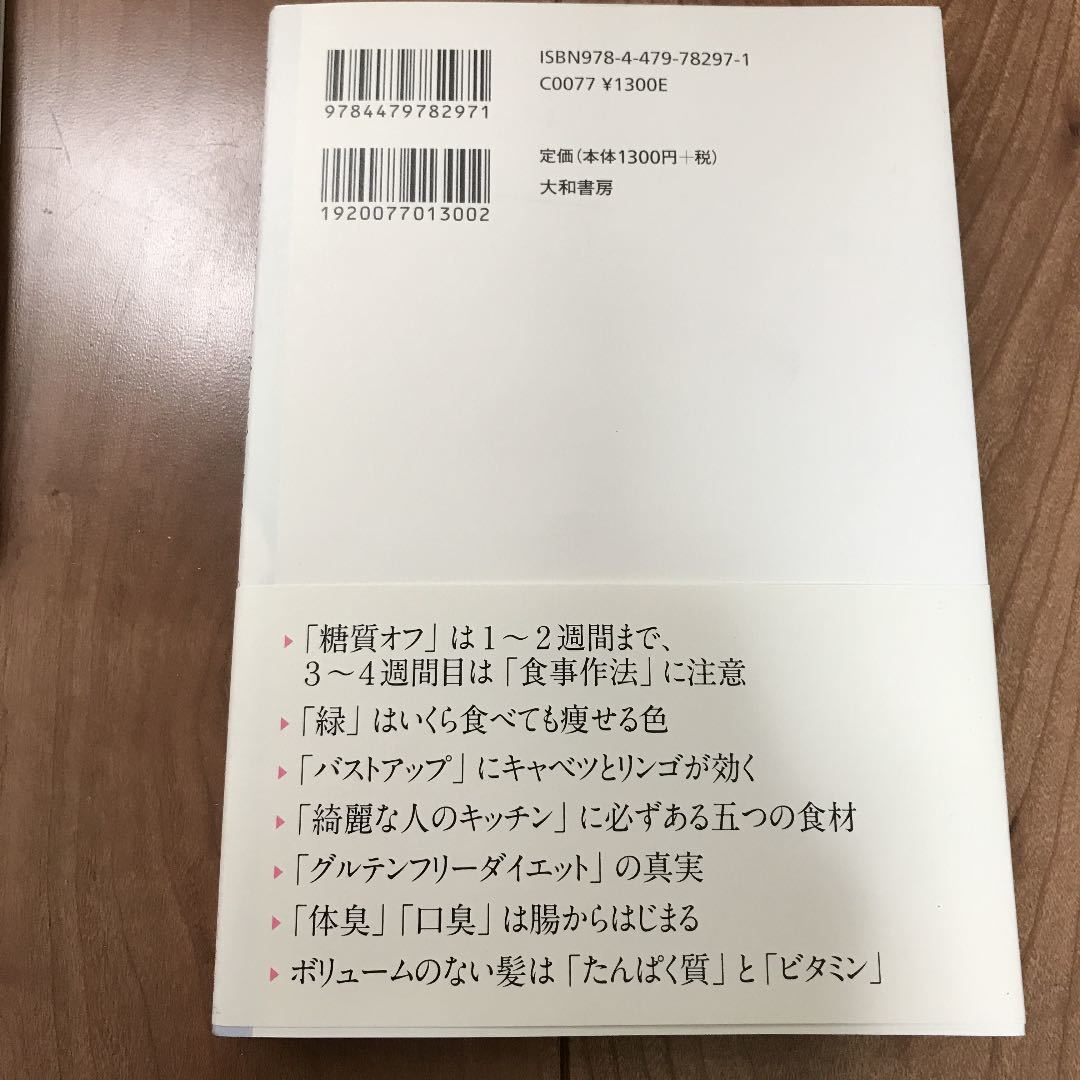 ISBN978-4-479-78297-1
C0077 ¥1300E
9784479782971
定価(本体1300円+税)
大和書房
1920077013002
▶「糖質オフ」は1〜2週間まで、
3〜4週間目は「食事作法」に注意
▶「緑」はいくら食べても痩せる色
▶「バストアップ」にキャベツとリンゴが効く
▶「綺麗な人のキッチン」に必ずある五つの食材
▶「グルテンフリーダイエット」の真実
▶「体臭」「口臭」は腸からはじまる
▶ボリュームのない髪は「たんぱく質」と「ビタミン」